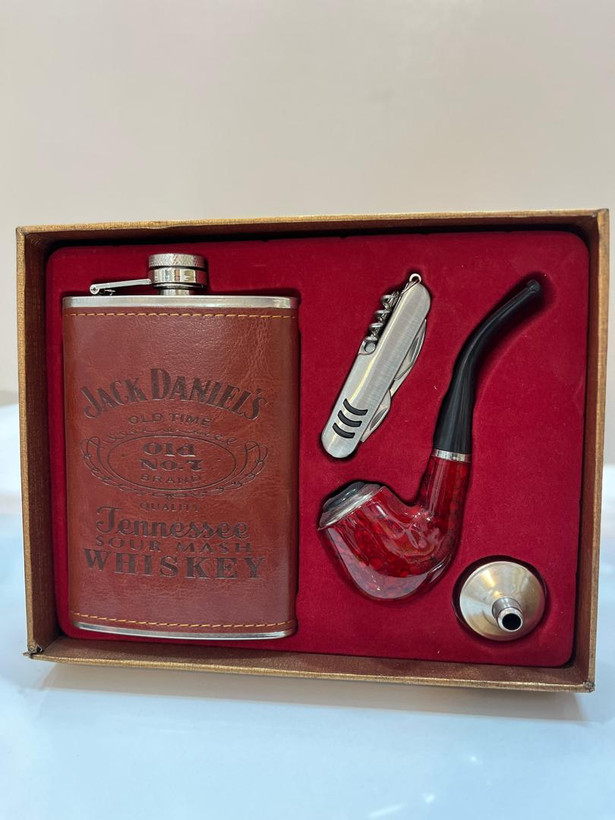 JACK DANIEL'S
OLD TIME
Old
NO.7
BRAND
QUALITY
Tennessee
SOUR MASH
WHISKEY